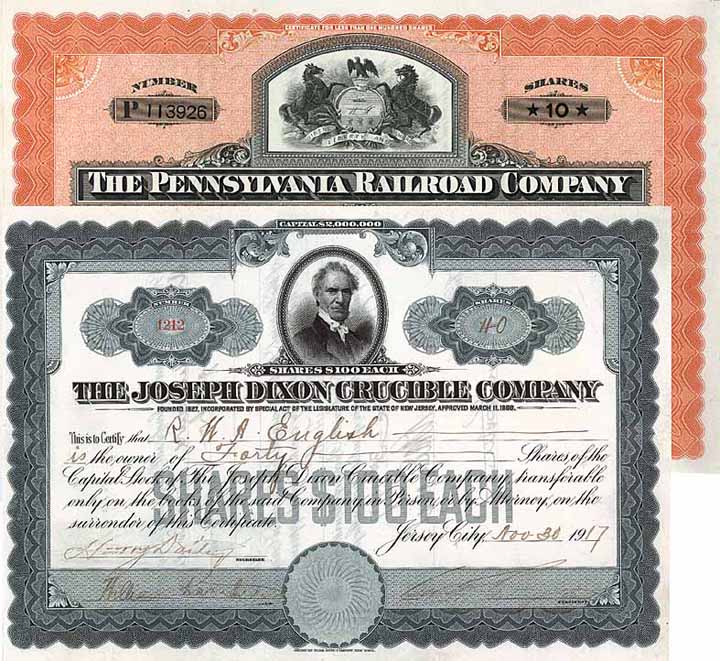 CERTIFICATE FOR LESS THAN ONE HUNDRED SHARES
NUMBER
P 113926
SHARES
★ 10 ★
THE PENNSYLVANIA RAILROAD COMPANY
CAPITAL $2,000,000
NUMBER
1212
SHARES
40
SHARES $100 EACH
THE JOSEPH DIXON CRUCIBLE COMPANY
FOUNDED 1827, INCORPORATED BY SPECIAL ACT OF THE LEGISLATURE OF THE STATE OF NEW JERSEY, APPROVED MARCH 11, 1868.
This is to Certify that R. W. A. English
is the owner of Forty Shares of the
Capital Stock of The Joseph Dixon Crucible Company, transferable
only on the books of the said Company in Person or by Attorney, on the
surrender of this Certificate.
SHARES $100 EACH
Jersey City, Nov 30 1917